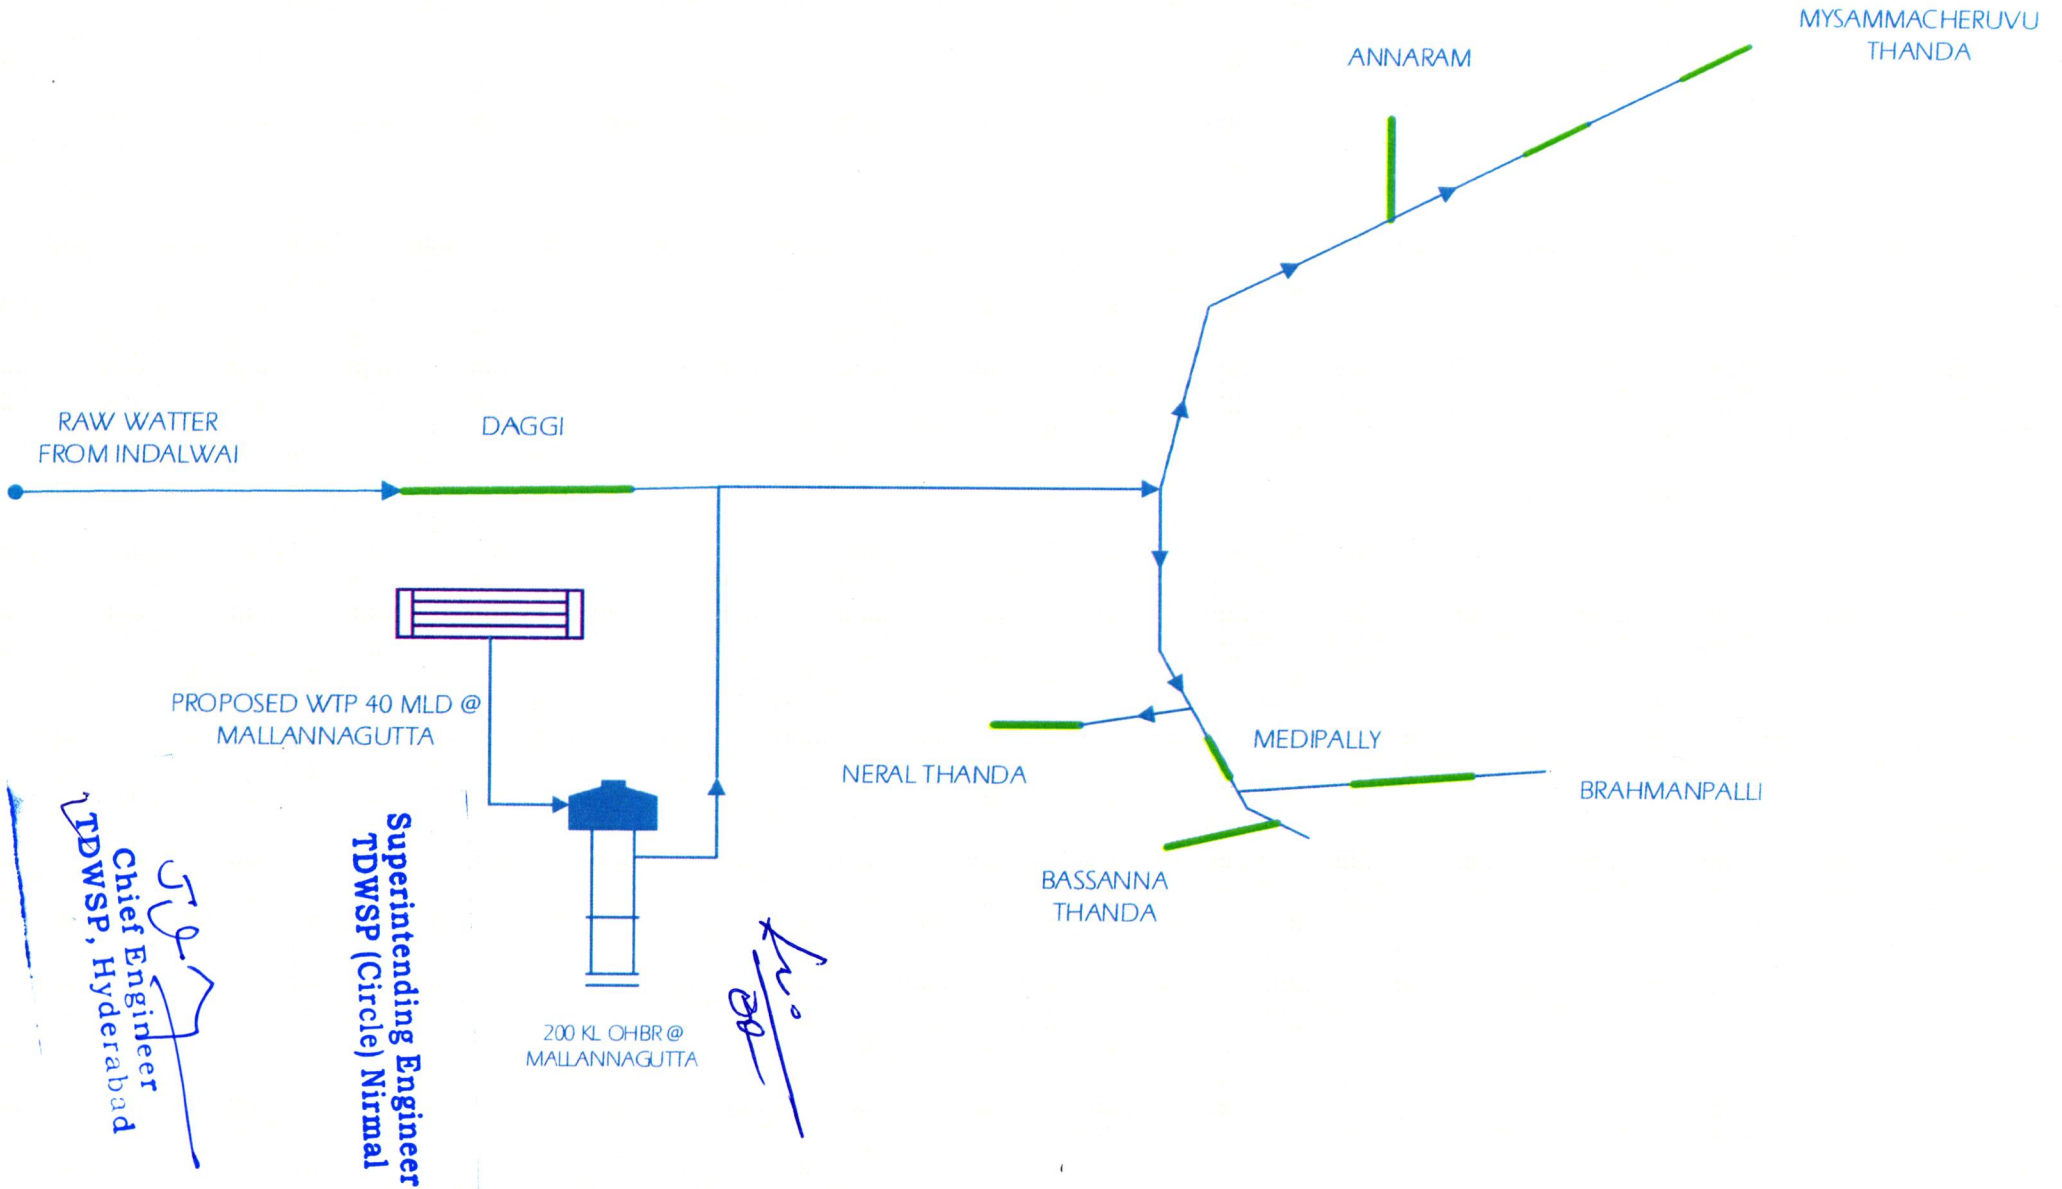 MYSAMMACHERUVU
THANDA
ANNARAM
RAW WATTER
FROM INDALWAI
DAGGI
PROPOSED WTP 40 MLD @
MALLANNAGUTTA
NERAL THANDA
MEDIPALLY
BRAHMANPALLI
BASSANNA
THANDA
200 KL OHBR @
MALLANNAGUTTA
Chief Engineer
TDWSP, Hyderabad
Superintending Engineer
TDWSP (Circle) Nirmal